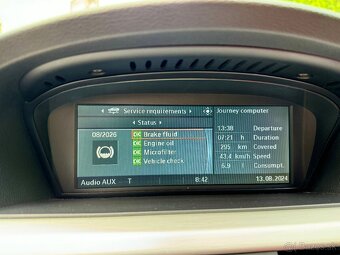 Service requirements
Journey computer
Status
13:38 Departure
08/2026
OK Brake fluid
07:21 h Duration
OK Engine oil
295 km Covered
OK Microfilter
43.4 km/h Speed
OK Vehicle check
6.9 l Consumpt.
Audio AUX T 6:42 13.08.2024